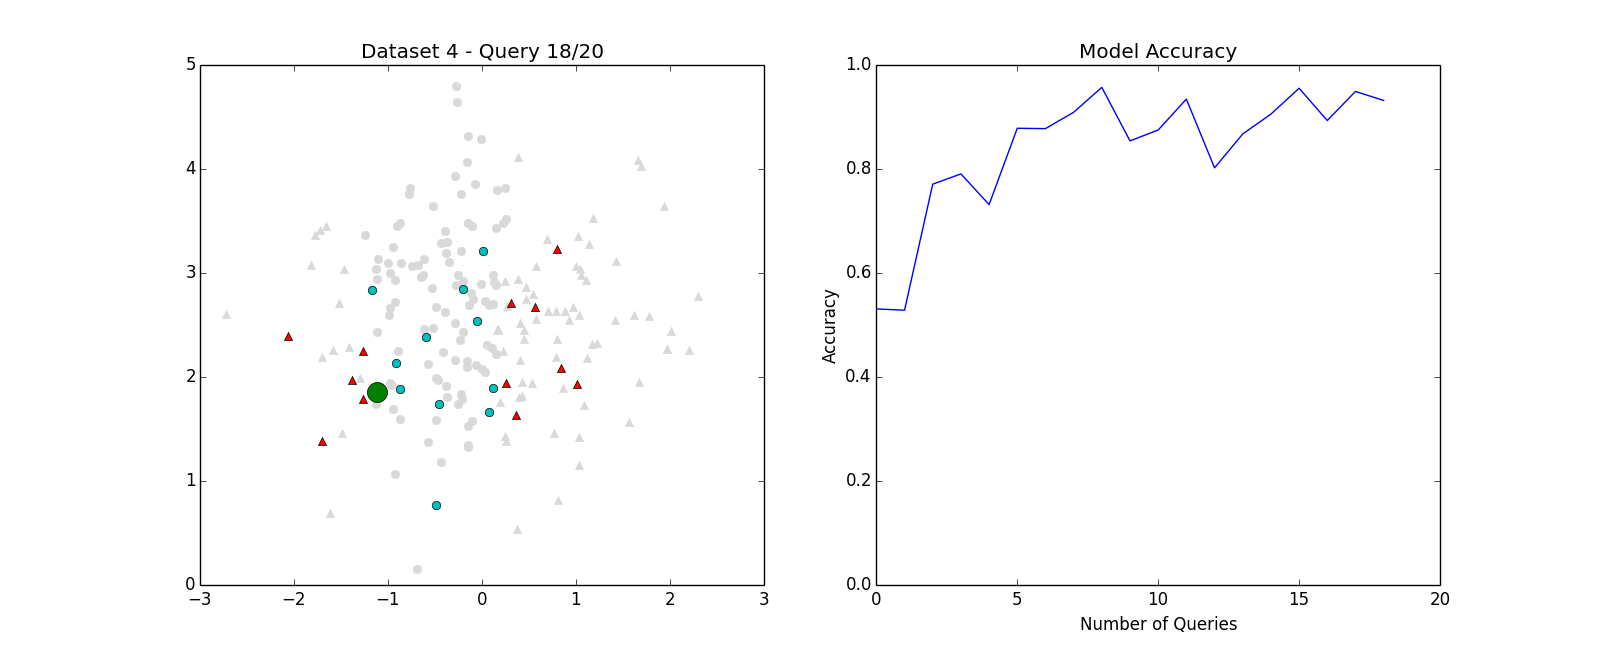 Dataset 4 - Query 18/20
5
4
3
2
1
0
−3 −2 −1 0 1 2 3
Model Accuracy
1.0
0.8
0.6
0.4
0.2
0.0
Accuracy
0 5 10 15 20
Number of Queries